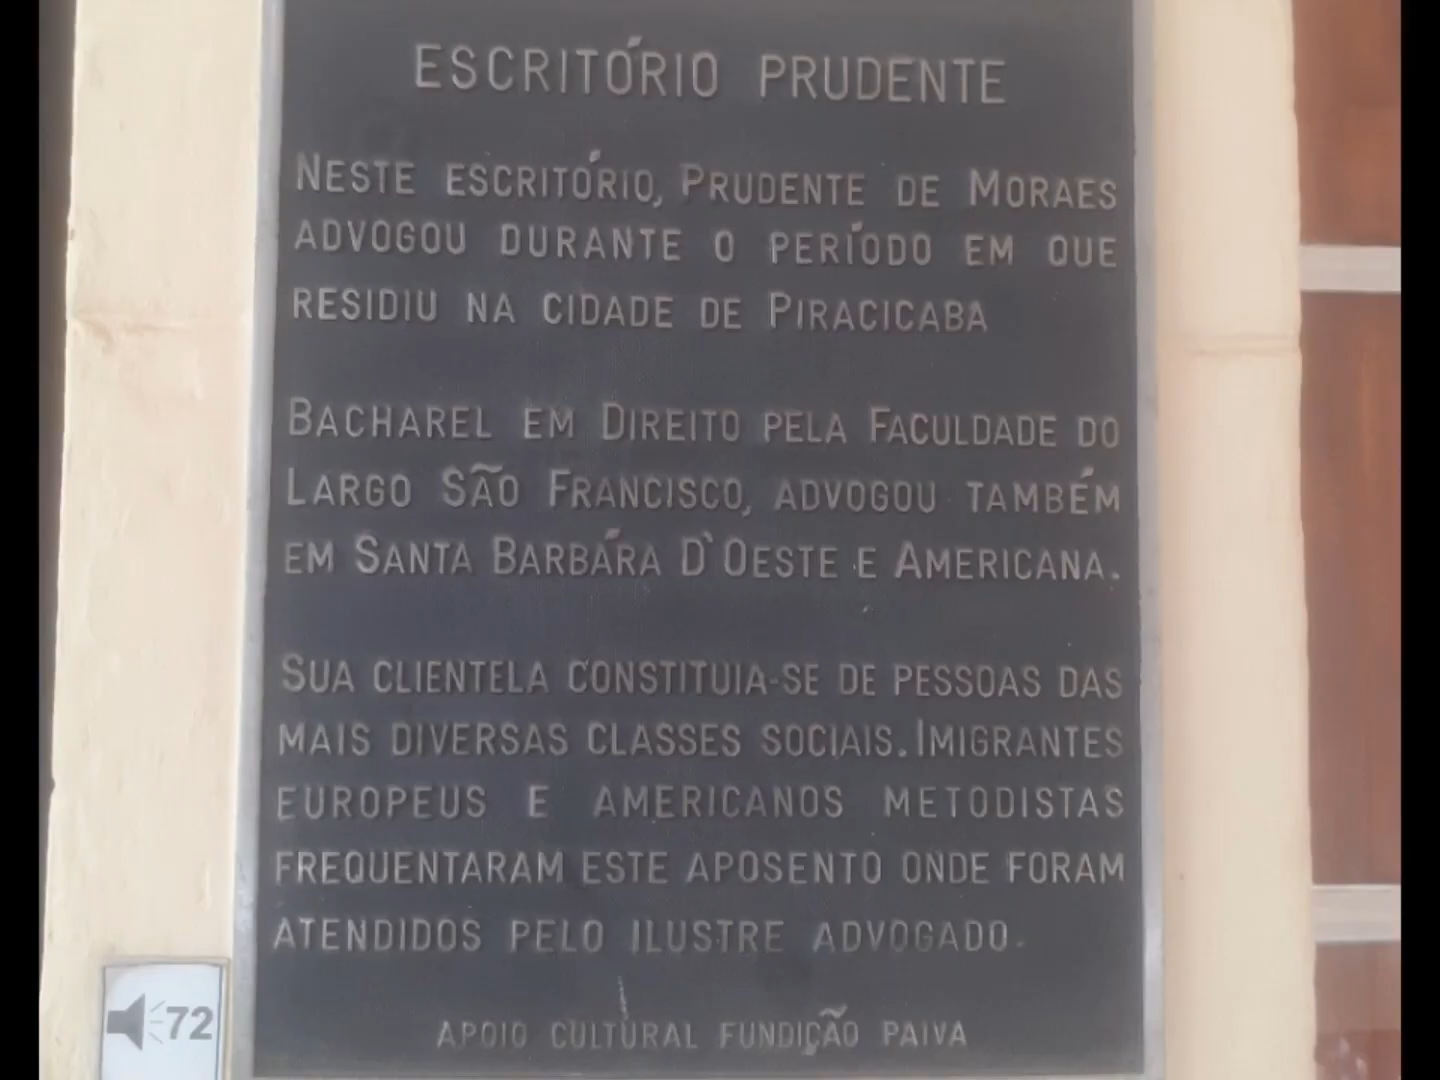 ESCRITÓRIO PRUDENTE
NESTE ESCRITÓRIO, PRUDENTE DE MORAES
ADVOGOU DURANTE O PERÍODO EM QUE
RESIDIU NA CIDADE DE PIRACICABA
BACHAREL EM DIREITO PELA FACULDADE DO
LARGO SÃO FRANCISCO, ADVOGOU TAMBÉM
EM SANTA BARBÁRA D`OESTE E AMERICANA.
SUA CLIENTELA CONSTITUIA-SE DE PESSOAS DAS
MAIS DIVERSAS CLASSES SOCIAIS. IMIGRANTES
EUROPEUS E AMERICANOS METODISTAS
FREQUENTARAM ESTE APOSENTO ONDE FORAM
ATENDIDOS PELO ILUSTRE ADVOGADO.
APOIO CULTURAL FUNDIÇÃO PAIVA
72